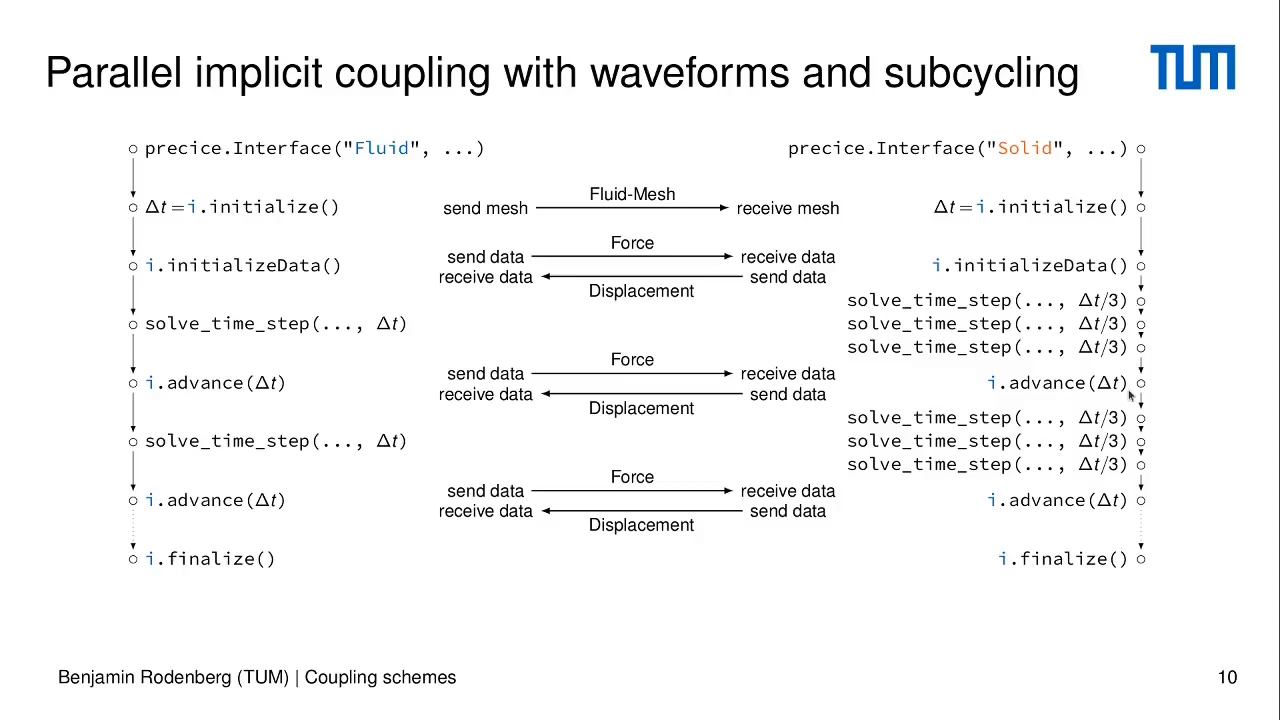 Parallel implicit coupling with waveforms and subcycling
TUM
precice.Interface("Fluid", ...)
precice.Interface("Solid", ...)
Δt=i.initialize()
send mesh
Fluid-Mesh
receive mesh
Δt=i.initialize()
i.initializeData()
send data
Force
receive data
receive data
Displacement
send data
i.initializeData()
solve_time_step(..., Δt)
solve_time_step(..., Δt/3)
solve_time_step(..., Δt/3)
solve_time_step(..., Δt/3)
i.advance(Δt)
send data
Force
receive data
receive data
Displacement
send data
i.advance(Δt)
solve_time_step(..., Δt)
solve_time_step(..., Δt/3)
solve_time_step(..., Δt/3)
solve_time_step(..., Δt/3)
i.advance(Δt)
send data
Force
receive data
receive data
Displacement
send data
i.advance(Δt)
i.finalize()
i.finalize()
Benjamin Rodenberg (TUM) | Coupling schemes
10